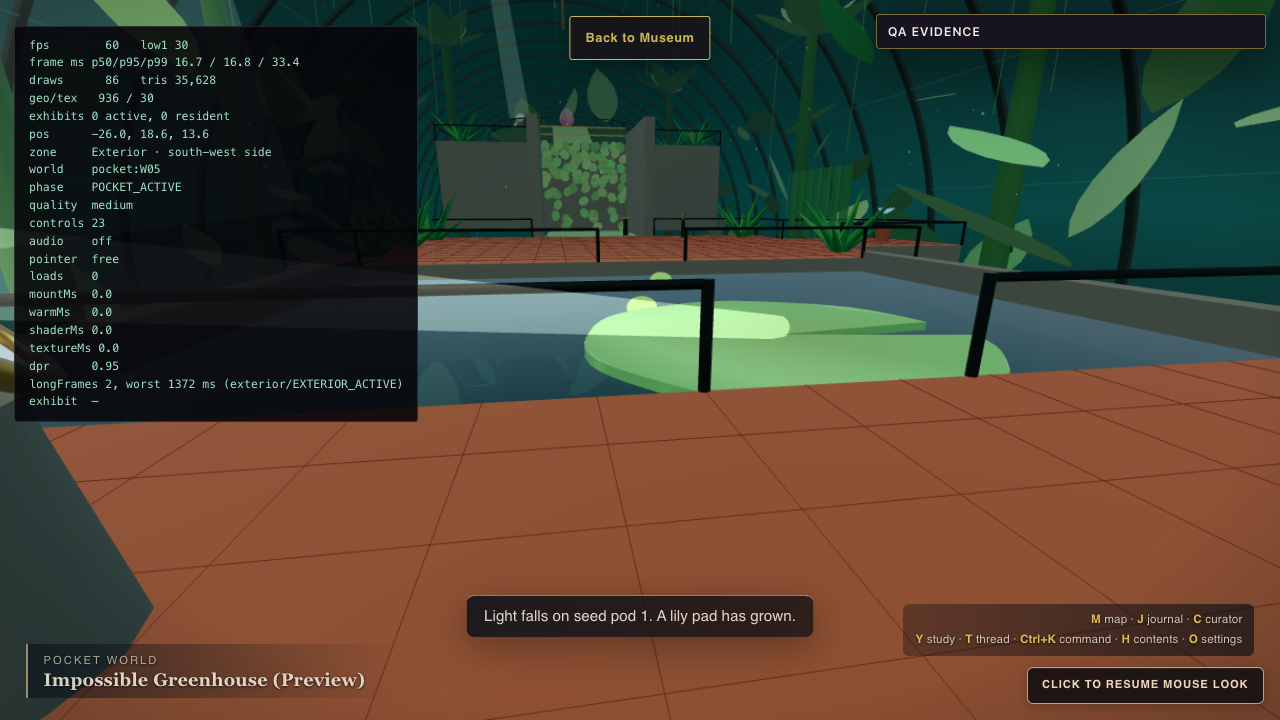 fps 60 low1 30
frame ms p50/p95/p99 16.7 / 16.8 / 33.4
draws 86 tris 35,628
geo/tex 936 / 30
exhibits 0 active, 0 resident
pos −26.0, 18.6, 13.6
zone Exterior · south−west side
world pocket:W05
phase POCKET_ACTIVE
quality medium
controls 23
audio off
pointer free
loads 0
mountMs 0.0
warmMs 0.0
shaderMs 0.0
textureMs 0.0
dpr 0.95
longFrames 2, worst 1372 ms (exterior/EXTERIOR_ACTIVE)
exhibit —
Back to Museum
QA EVIDENCE
Light falls on seed pod 1. A lily pad has grown.
M map · J journal · C curator
Y study · T thread · Ctrl+K command · H contents · O settings
CLICK TO RESUME MOUSE LOOK
POCKET WORLD
Impossible Greenhouse (Preview)